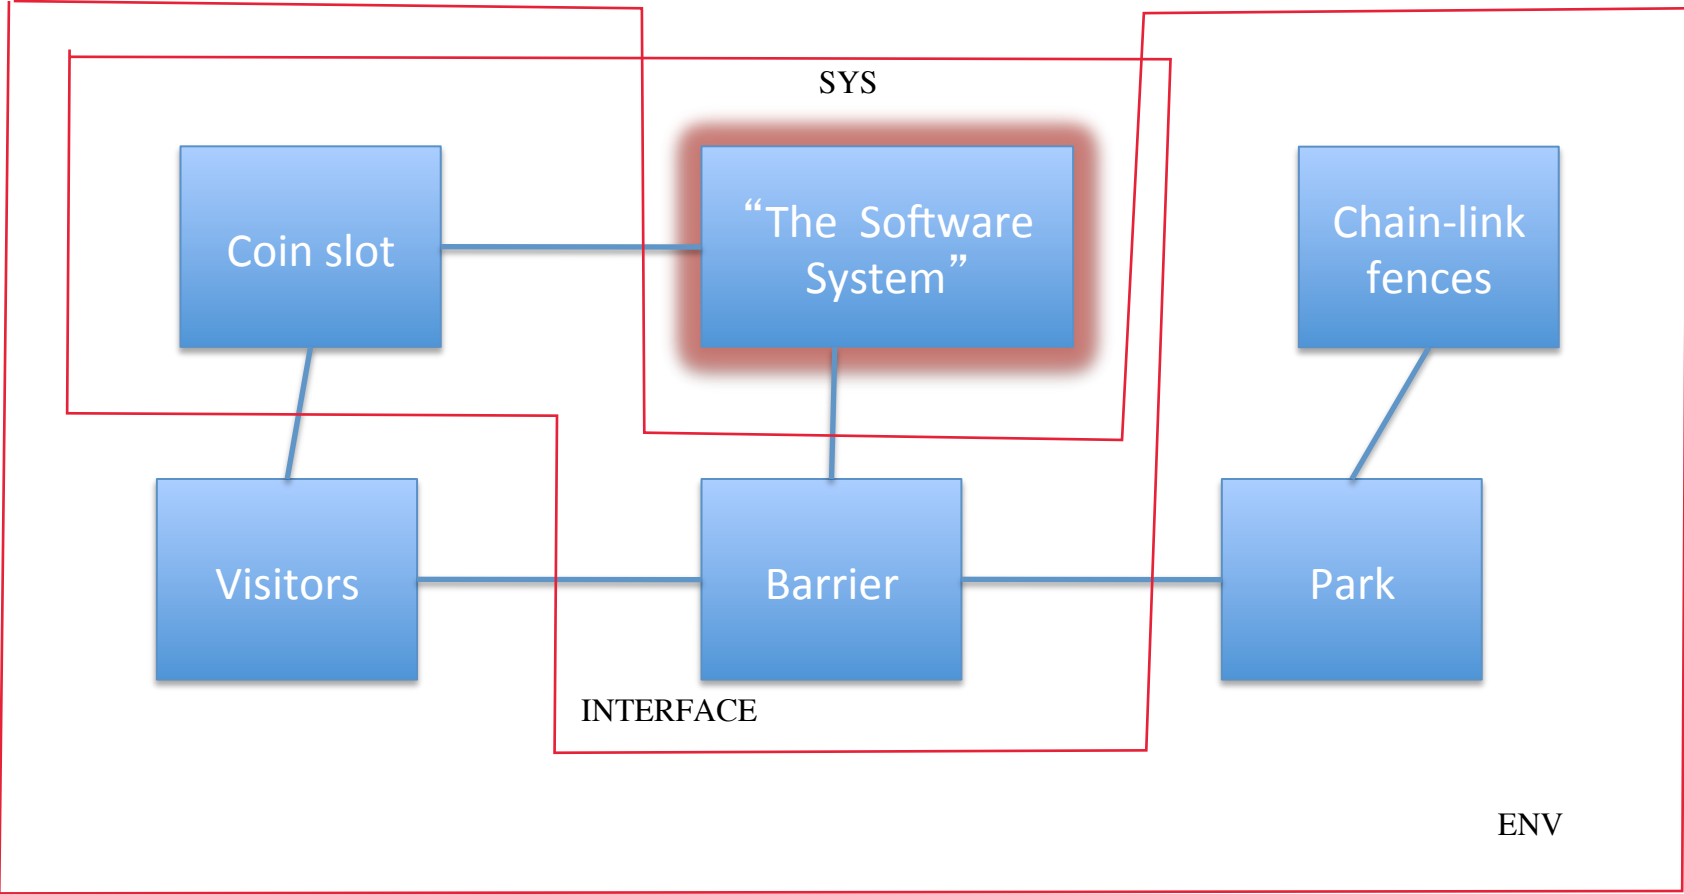 SYS
Coin slot
“The Software
System”
Chain-link
fences
Visitors
Barrier
Park
INTERFACE
ENV